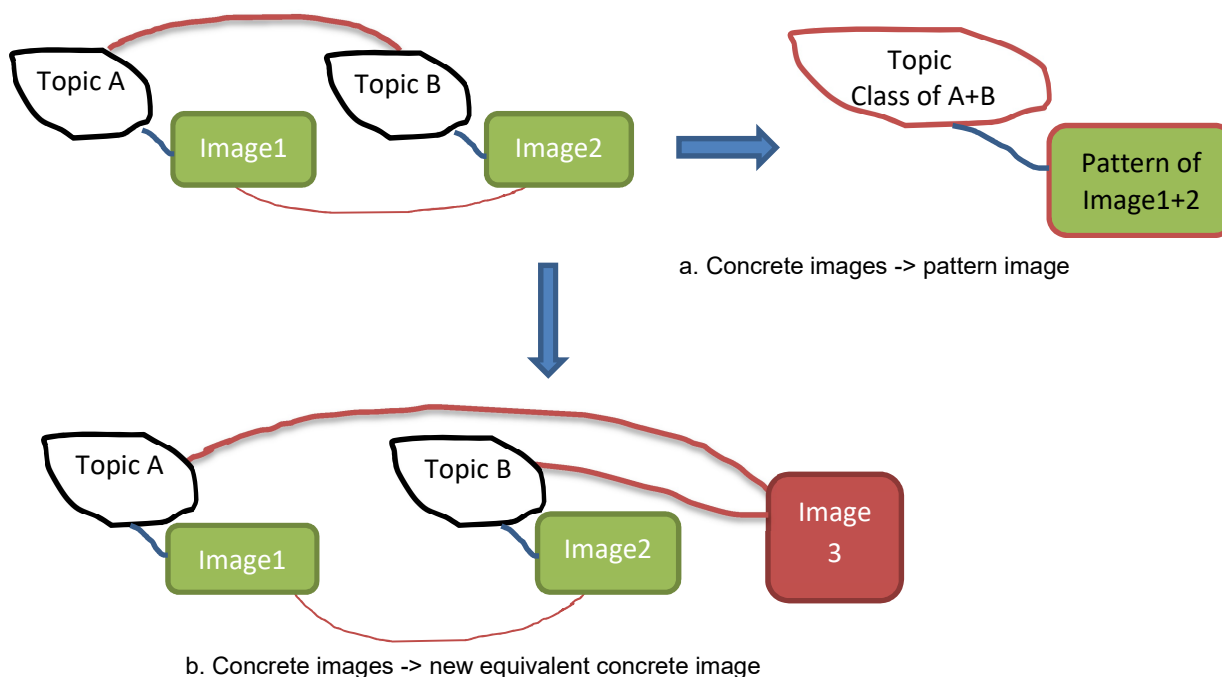 Topic A
Topic B
Image1
Image2
Topic
Class of A+B
Pattern of
Image1+2
a. Concrete images -> pattern image
Topic A
Topic B
Image1
Image2
Image
3
b. Concrete images -> new equivalent concrete image